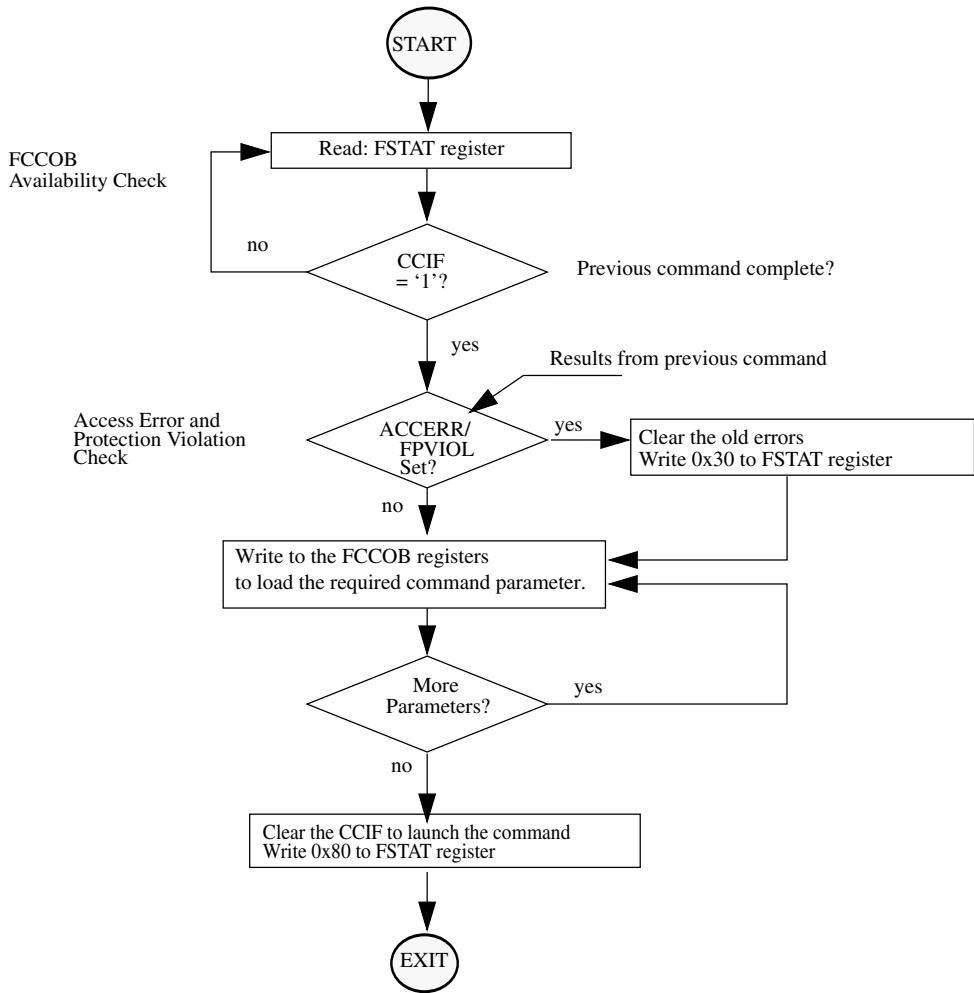 START
Read: FSTAT register
FCCOB
Availability Check
no
CCIF
= ‘1’?
Previous command complete?
yes
Results from previous command
Access Error and
Protection Violation
Check
ACCERR/
FPVIOL
Set?
yes
Clear the old errors
Write 0x30 to FSTAT register
no
Write to the FCCOB registers
to load the required command parameter.
More
Parameters?
yes
no
Clear the CCIF to launch the command
Write 0x80 to FSTAT register
EXIT